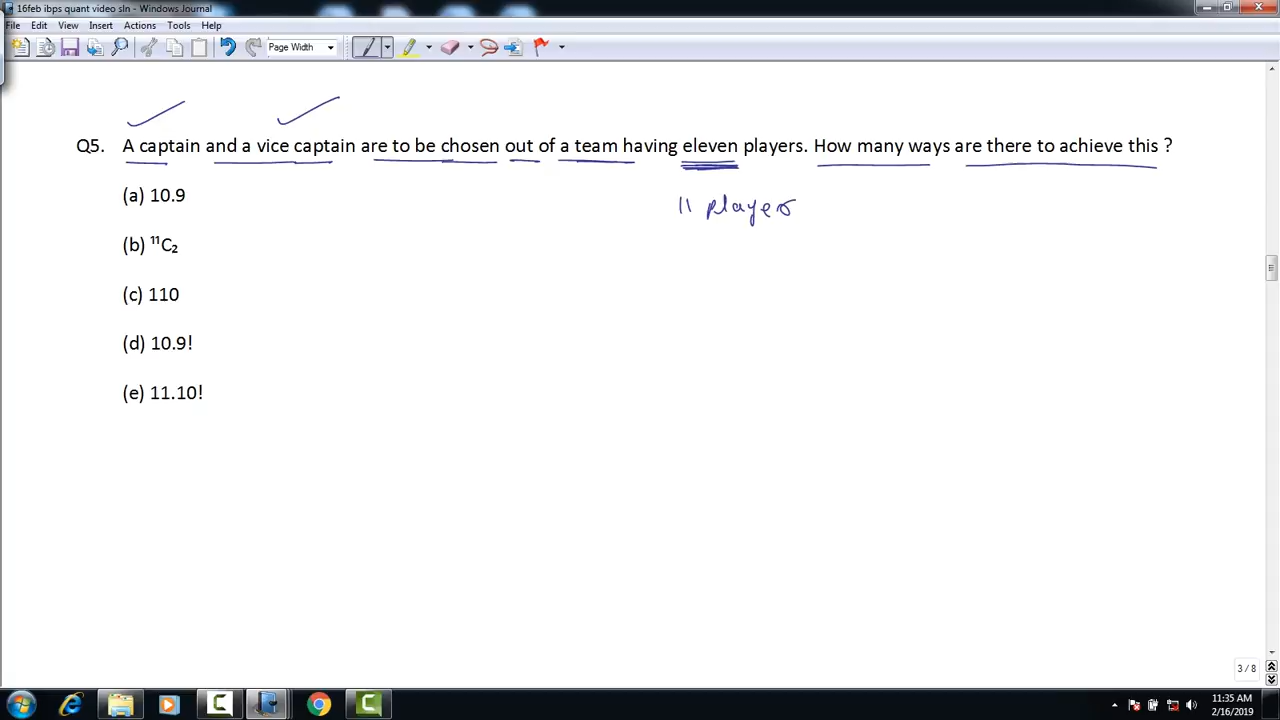 16feb ibps quant video sln - Windows Journal
File Edit View Insert Actions Tools Help
Page Width
Q5. A captain and a vice captain are to be chosen out of a team having eleven players. How many ways are there to achieve this ?
11 players
(a) 10.9
(b) ¹¹C₂
(c) 110
(d) 10.9!
(e) 11.10!
3 / 8
11:35 AM
2/16/2019